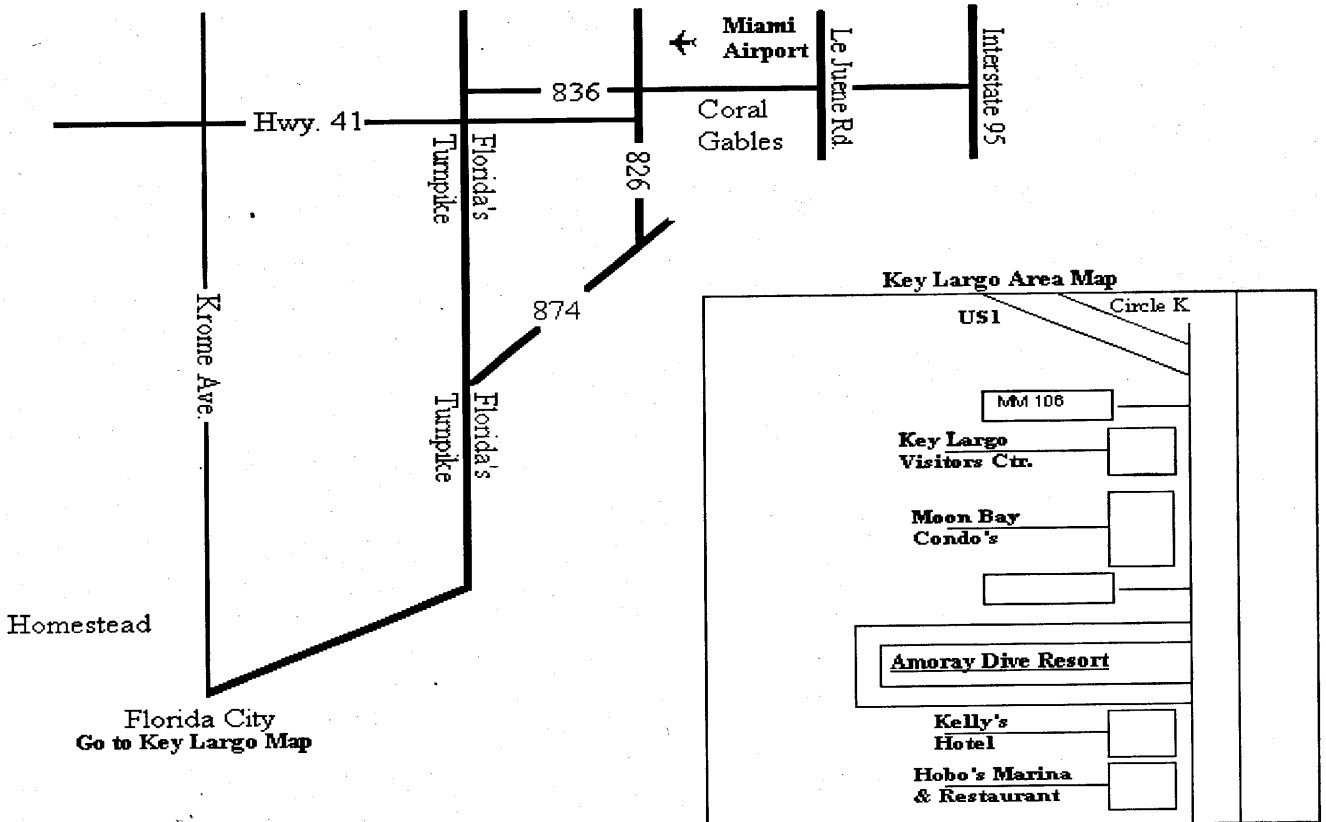 Miami
Airport
Le Juene Rd.
Interstate 95
836
Coral
Gables
Hwy. 41
Florida's
Turnpike
826
Krome Ave.
874
Florida's
Turnpike
Homestead
Florida City
Go to Key Largo Map
Key Largo Area Map
US1
Circle K
MM 106
Key Largo
Visitors Ctr.
Moon Bay
Condo's
Amoray Dive Resort
Kelly's
Hotel
Hobo's Marina
& Restaurant